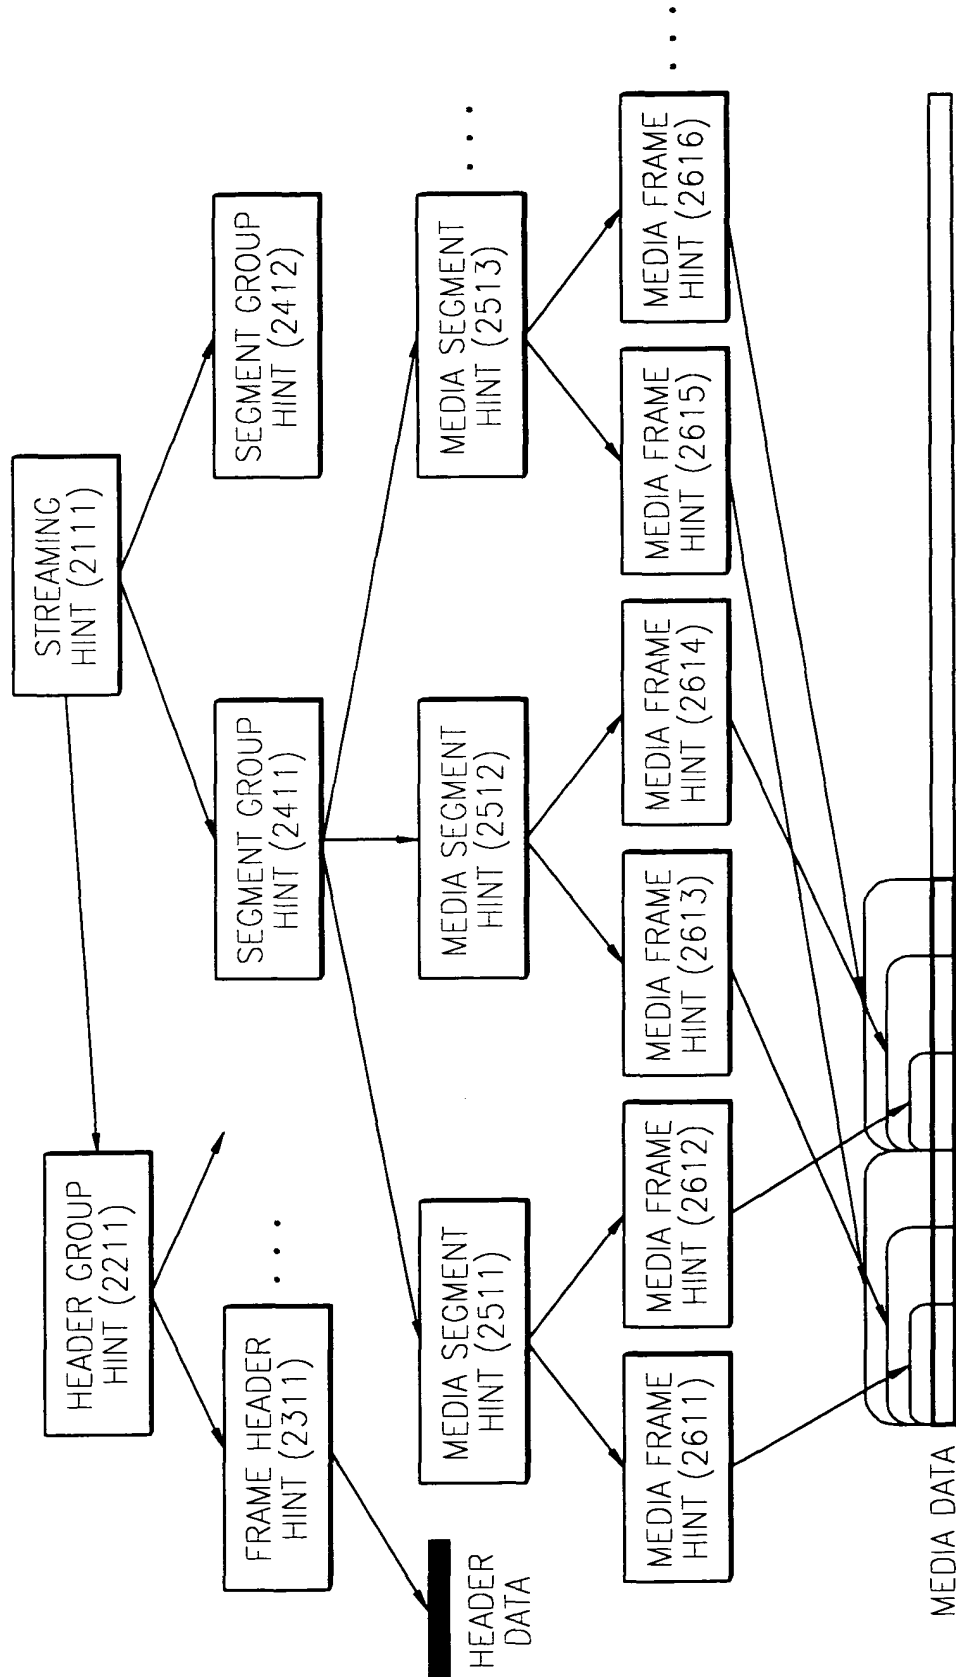 STREAMING
HINT (2111)
HEADER GROUP
HINT (2211)
SEGMENT GROUP
HINT (2411)
SEGMENT GROUP
HINT (2412)
FRAME HEADER
HINT (2311)
. . .
HEADER
DATA
MEDIA SEGMENT
HINT (2511)
MEDIA SEGMENT
HINT (2512)
MEDIA SEGMENT
HINT (2513)
. . .
MEDIA FRAME
HINT (2611)
MEDIA FRAME
HINT (2612)
MEDIA FRAME
HINT (2613)
MEDIA FRAME
HINT (2614)
MEDIA FRAME
HINT (2615)
MEDIA FRAME
HINT (2616)
. . .
MEDIA DATA